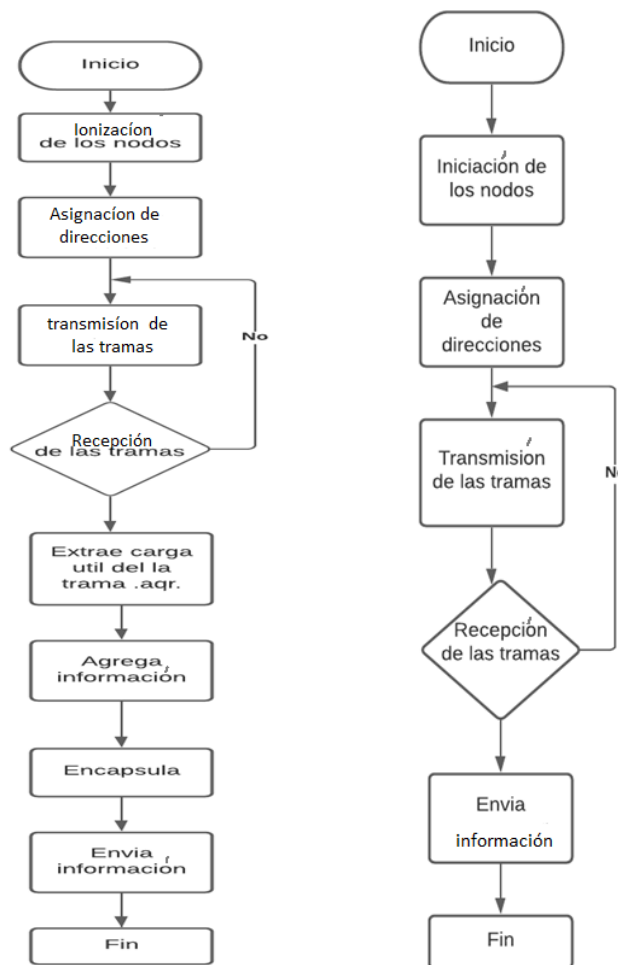 Inicio
Ionizacíon
de los nodos
Asignacíon de
direcciones
transmisíon de
las tramas
No
Recepción
de las tramas
Extrae carga
util del la
trama .aqr.
Agrega
información
Encapsula
Envia
información
Fin
Inicio
Iniciación de
los nodos
Asignación
de
direcciones
Transmisión
de las tramas
No
Recepción
de las tramas
Envia
información
Fin